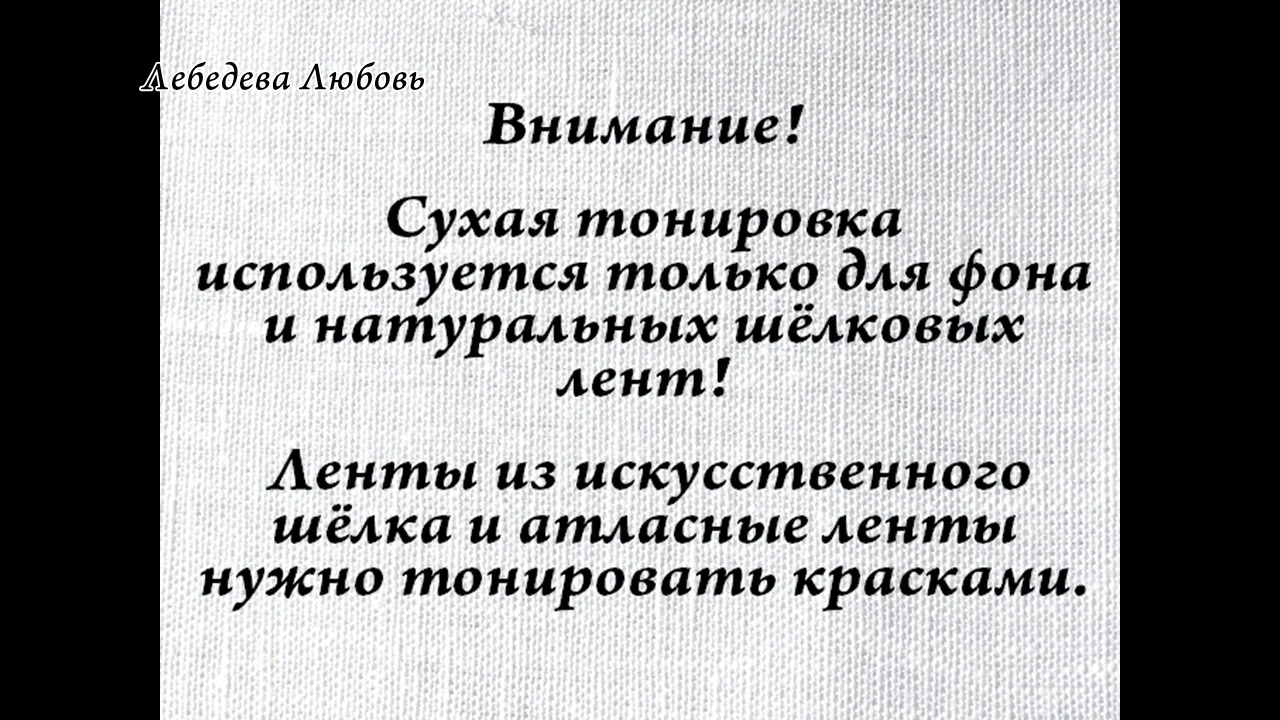 Лебедева Любовь
Внимание!
Сухая тонировка
используется только для фона
и натуральных шёлковых
лент!
Ленты из искусственного
шёлка и атласные ленты
нужно тонировать красками.